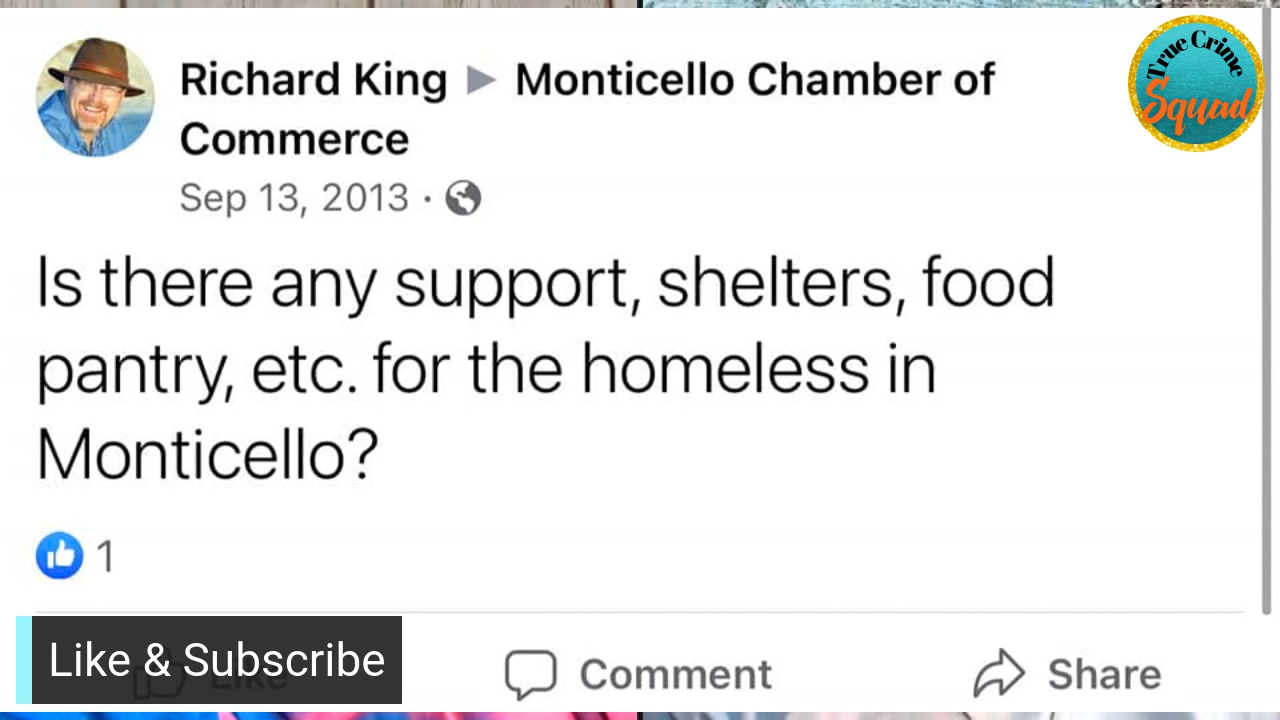 Richard King ▶ Monticello Chamber of
Commerce
Sep 13, 2013 ·
True Crime
Squad
Is there any support, shelters, food
pantry, etc. for the homeless in
Monticello?
1
Like & Subscribe
Like
Comment
Share